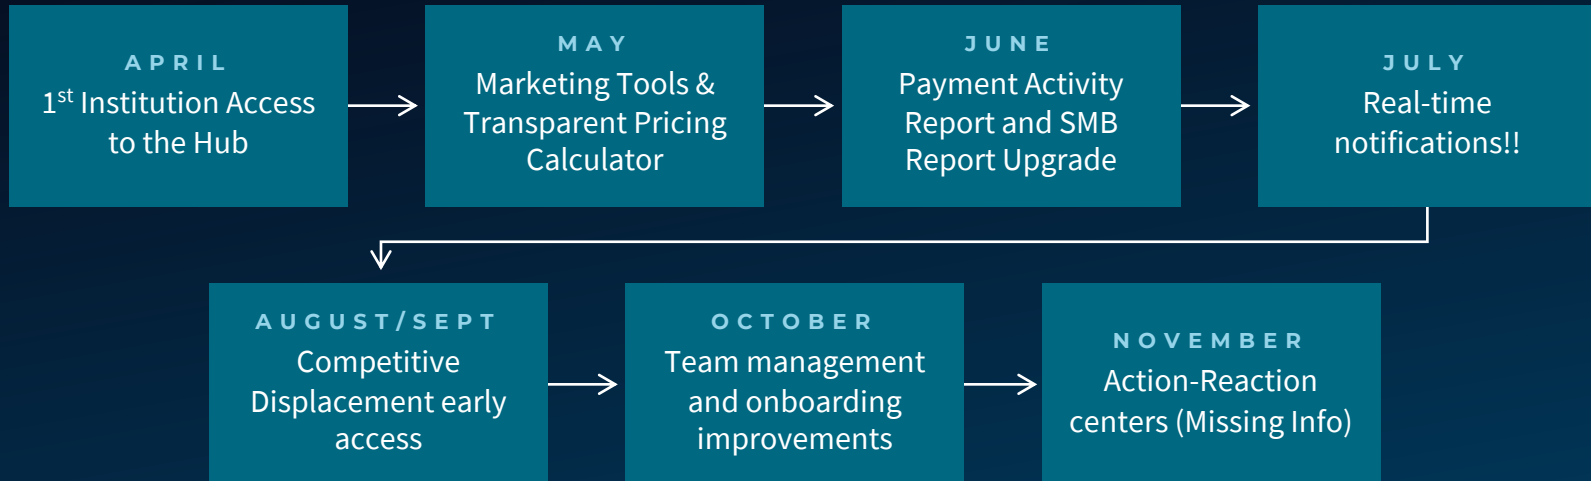 APRIL
1st Institution Access
to the Hub
MAY
Marketing Tools &
Transparent Pricing
Calculator
JUNE
Payment Activity
Report and SMB
Report Upgrade
JULY
Real-time
notifications!!
AUGUST/SEPT
Competitive
Displacement early
access
OCTOBER
Team management
and onboarding
improvements
NOVEMBER
Action-Reaction
centers (Missing Info)